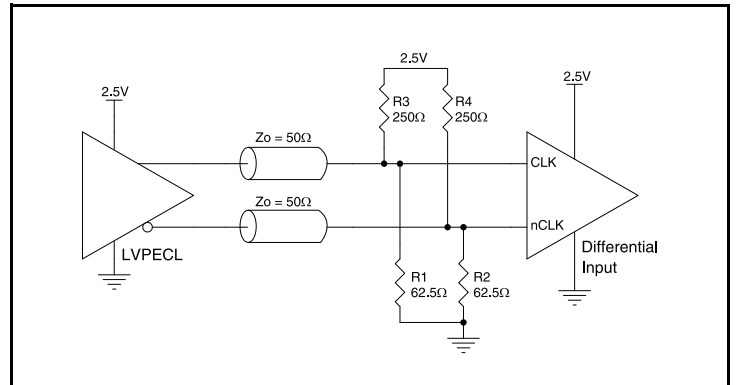 2.5V
2.5V
2.5V
R3
250Ω
R4
250Ω
Zo = 50Ω
CLK
Zo = 50Ω
nCLK
LVPECL
Differential
Input
R1
62.5Ω
R2
62.5Ω